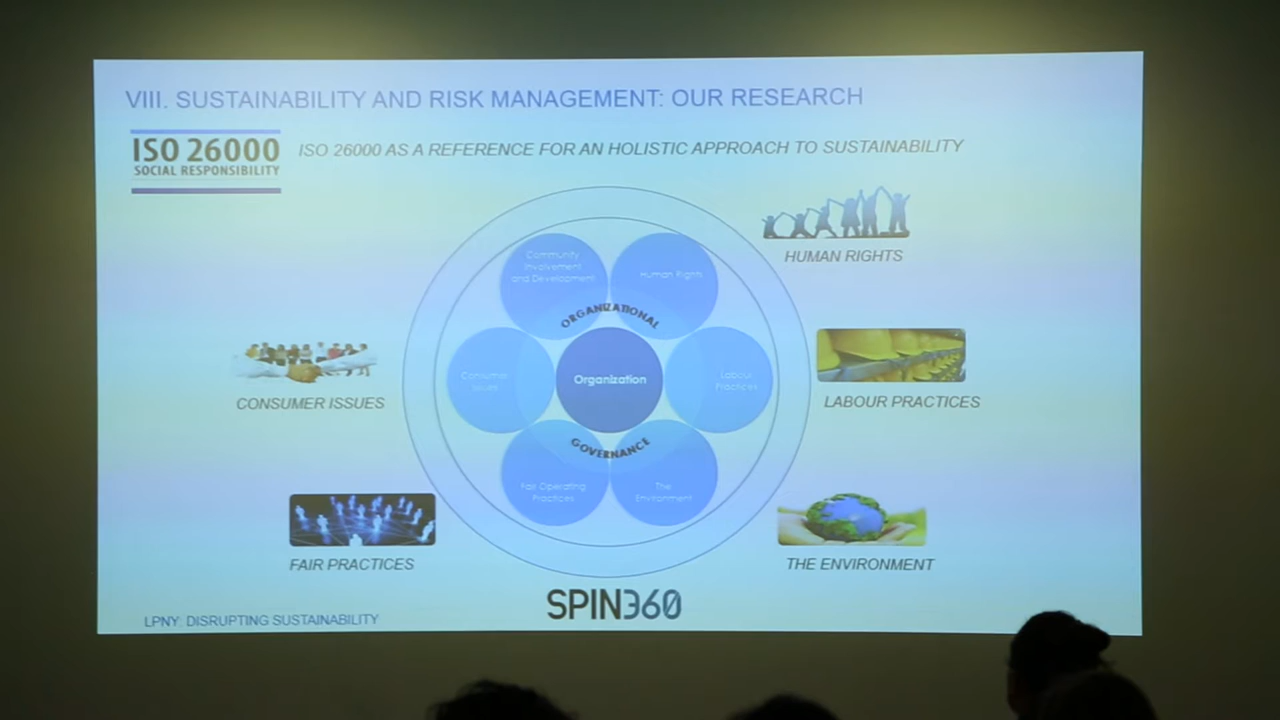 VIII. SUSTAINABILITY AND RISK MANAGEMENT: OUR RESEARCH
ISO 26000
SOCIAL RESPONSIBILITY
ISO 26000 AS A REFERENCE FOR AN HOLISTIC APPROACH TO SUSTAINABILITY
HUMAN RIGHTS
Community
Involvement
and Development
Human Rights
ORGANIZATIONAL
Consumer
Issues
Organization
Labour
Practices
CONSUMER ISSUES
LABOUR PRACTICES
GOVERNANCE
Fair Operating
Practices
The
Environment
FAIR PRACTICES
THE ENVIRONMENT
SPIN360
LPNY: DISRUPTING SUSTAINABILITY